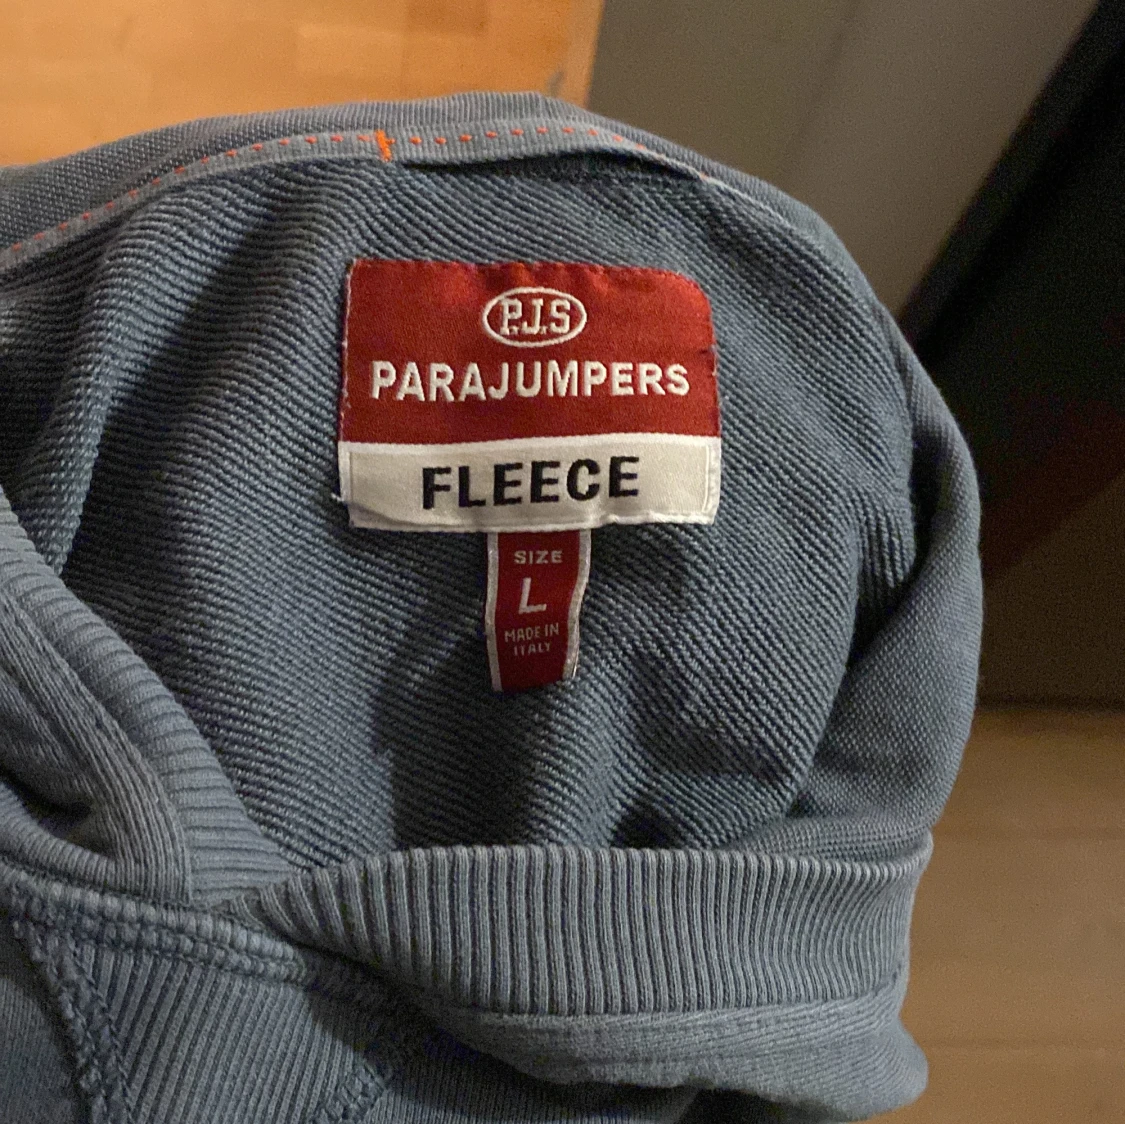 P.J.S
PARAJUMPERS
FLEECE
SIZE
L
MADE IN
ITALY